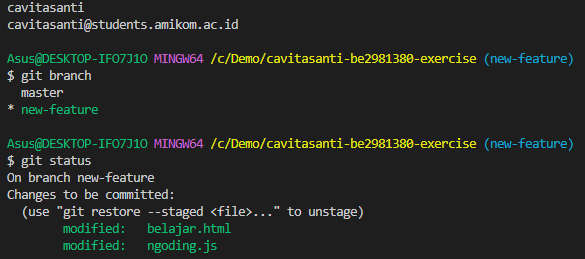 cavitasanti
cavitasanti@students.amikom.ac.id
Asus@DESKTOP-IFO7J1O MINGW64 /c/Demo/cavitasanti-be2981380-exercise (new-feature)
$ git branch
  master
* new-feature
Asus@DESKTOP-IFO7J1O MINGW64 /c/Demo/cavitasanti-be2981380-exercise (new-feature)
$ git status
On branch new-feature
Changes to be committed:
  (use "git restore --staged <file>..." to unstage)
        modified:   belajar.html
        modified:   ngoding.js